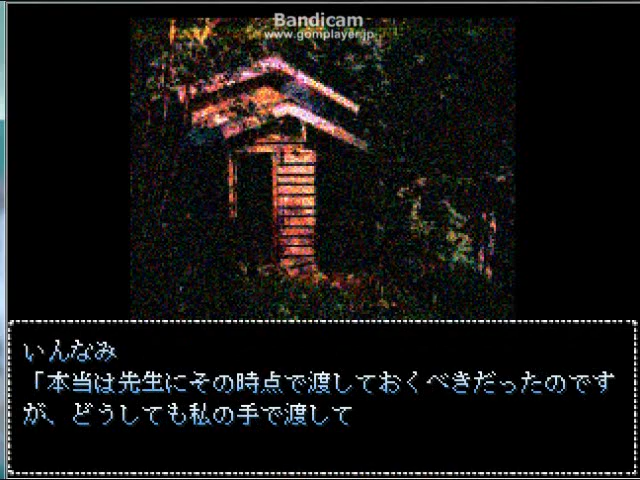 Bandicam
www.gomplayer.jp
いんなみ
「本当は先生にその時点で渡しておくべきだったのです
が、どうしても私の手で渡して